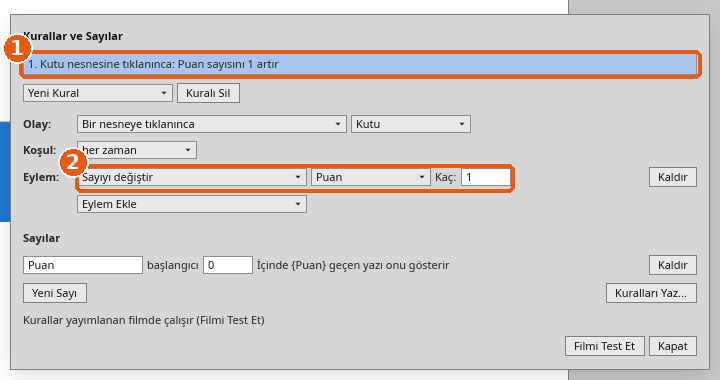 Kurallar ve Sayılar
1
1. Kutu nesnesine tıklanınca: Puan sayısını 1 artır
Yeni Kural Kuralı Sil
Olay: Bir nesneye tıklanınca Kutu
Koşul: her zaman
2
Eylem: Sayıyı değiştir Puan Kaç: 1 Kaldır
Eylem Ekle
Sayılar
Puan başlangıcı 0 İçinde {Puan} geçen yazı onu gösterir Kaldır
Yeni Sayı Kuralları Yaz...
Kurallar yayımlanan filmde çalışır (Filmi Test Et)
Filmi Test Et Kapat